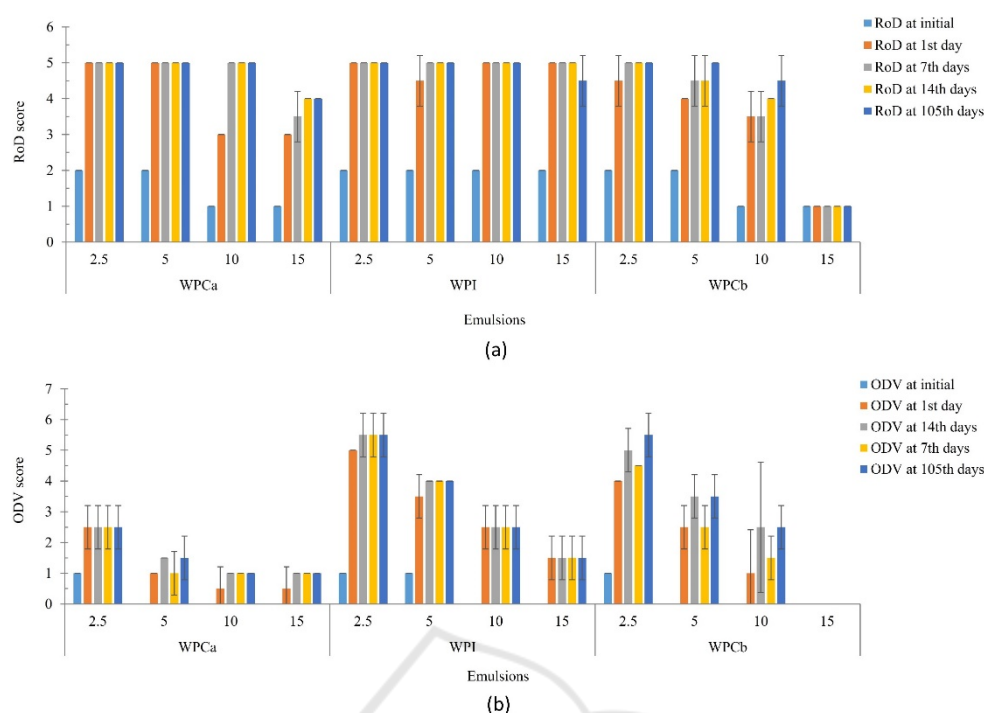 6
5
4
3
2
1
0
RoD score
2.5 5 10 15 2.5 5 10 15 2.5 5 10 15
WPCa WPI WPCb
Emulsions
RoD at initial
RoD at 1st day
RoD at 7th days
RoD at 14th days
RoD at 105th days
(a)
7
6
5
4
3
2
1
0
ODV score
2.5 5 10 15 2.5 5 10 15 2.5 5 10 15
WPCa WPI WPCb
Emulsions
ODV at initial
ODV at 1st day
ODV at 14th days
ODV at 7th days
ODV at 105th days
(b)